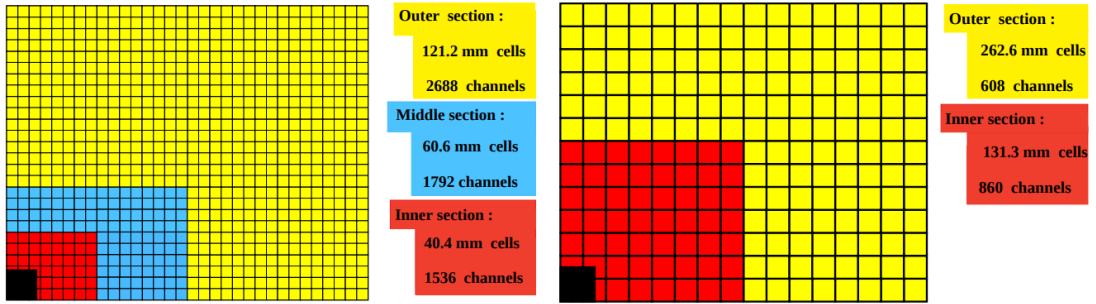 Outer section :
121.2 mm cells
2688 channels
Middle section :
60.6 mm cells
1792 channels
Inner section :
40.4 mm cells
1536 channels
Outer section :
262.6 mm cells
608 channels
Inner section :
131.3 mm cells
860 channels